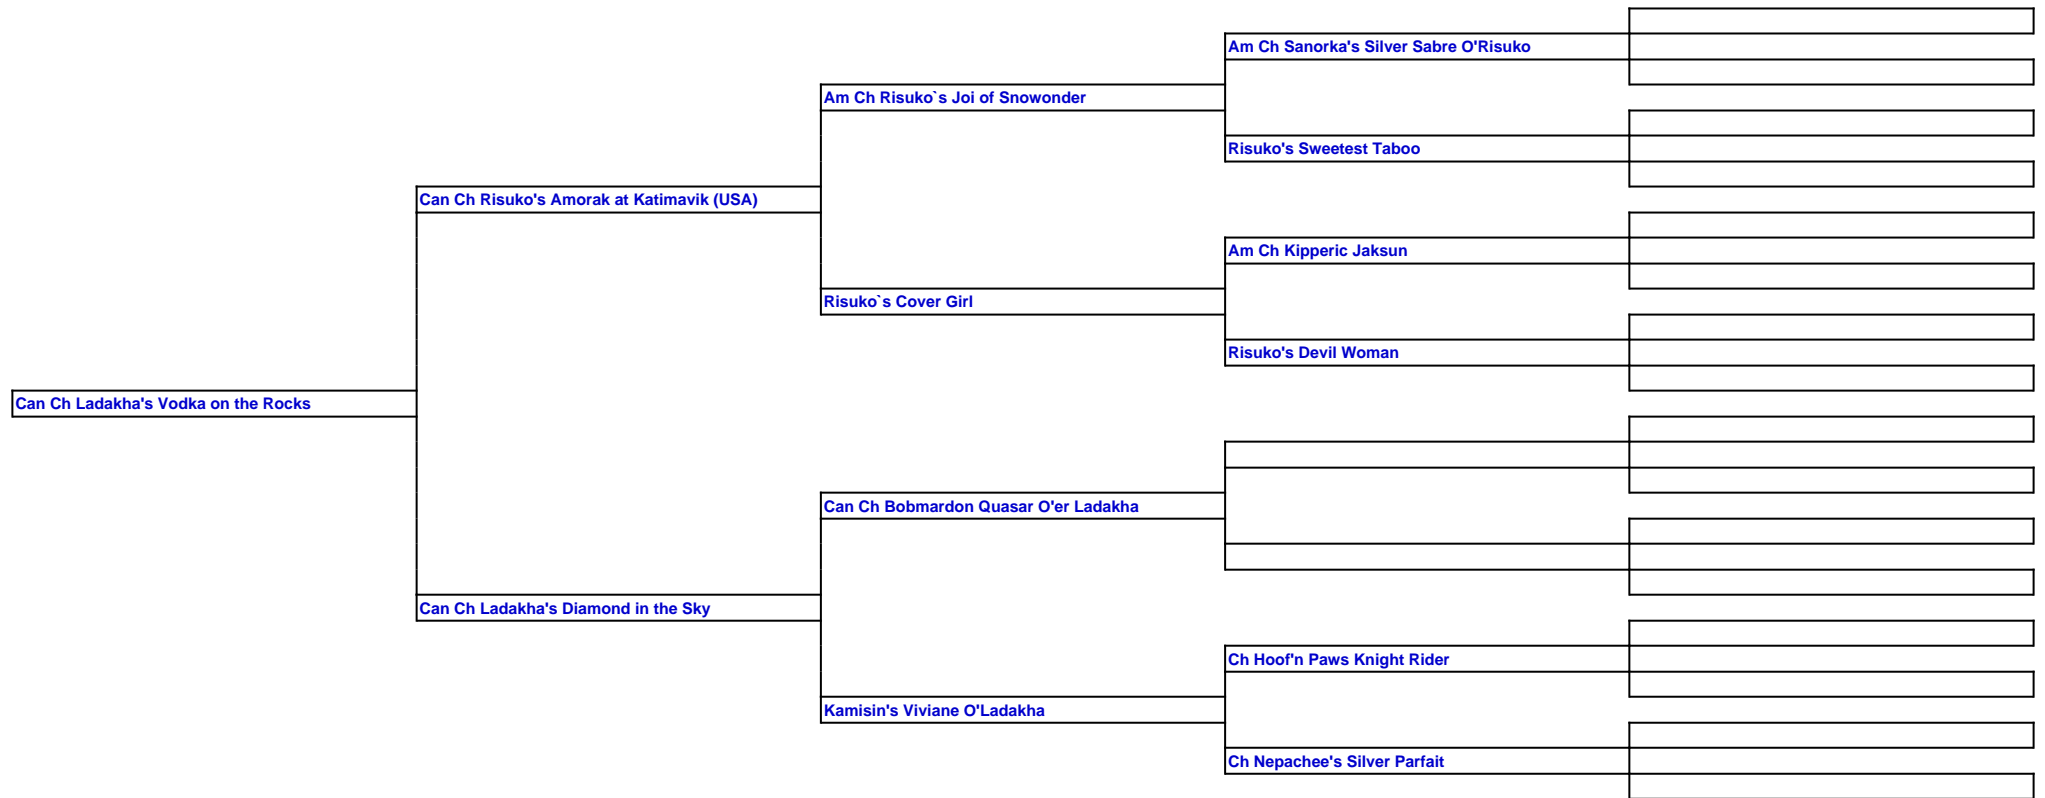 Am Ch Sanorka's Silver Sabre O'Risuko
Am Ch Risuko`s Joi of Snowonder
Risuko's Sweetest Taboo
Can Ch Risuko's Amorak at Katimavik (USA)
Am Ch Kipperic Jaksun
Risuko`s Cover Girl
Risuko's Devil Woman
Can Ch Ladakha's Vodka on the Rocks
Can Ch Bobmardon Quasar O'er Ladakha
Can Ch Ladakha's Diamond in the Sky
Ch Hoof'n Paws Knight Rider
Kamisin's Viviane O'Ladakha
Ch Nepachee's Silver Parfait